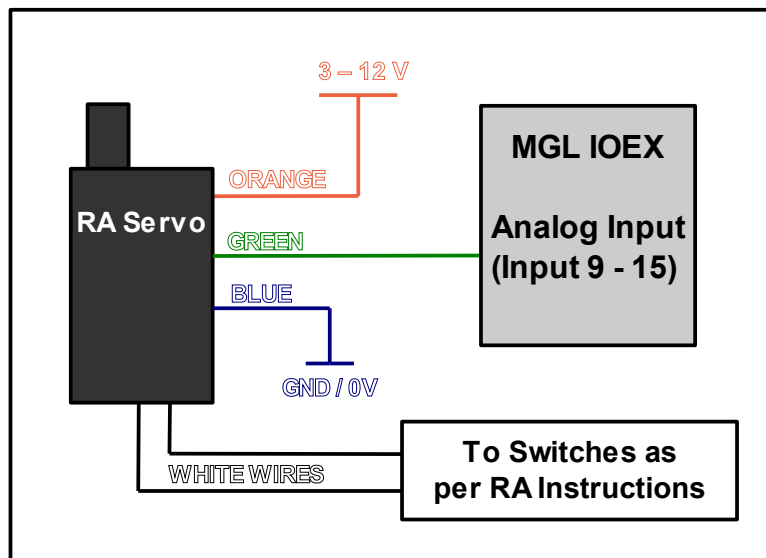 3 – 12 V
MGL IOEX
ORANGE
RA Servo
Analog Input
(Input 9 - 15)
GREEN
BLUE
GND / 0V
To Switches as
per RA Instructions
WHITE WIRES